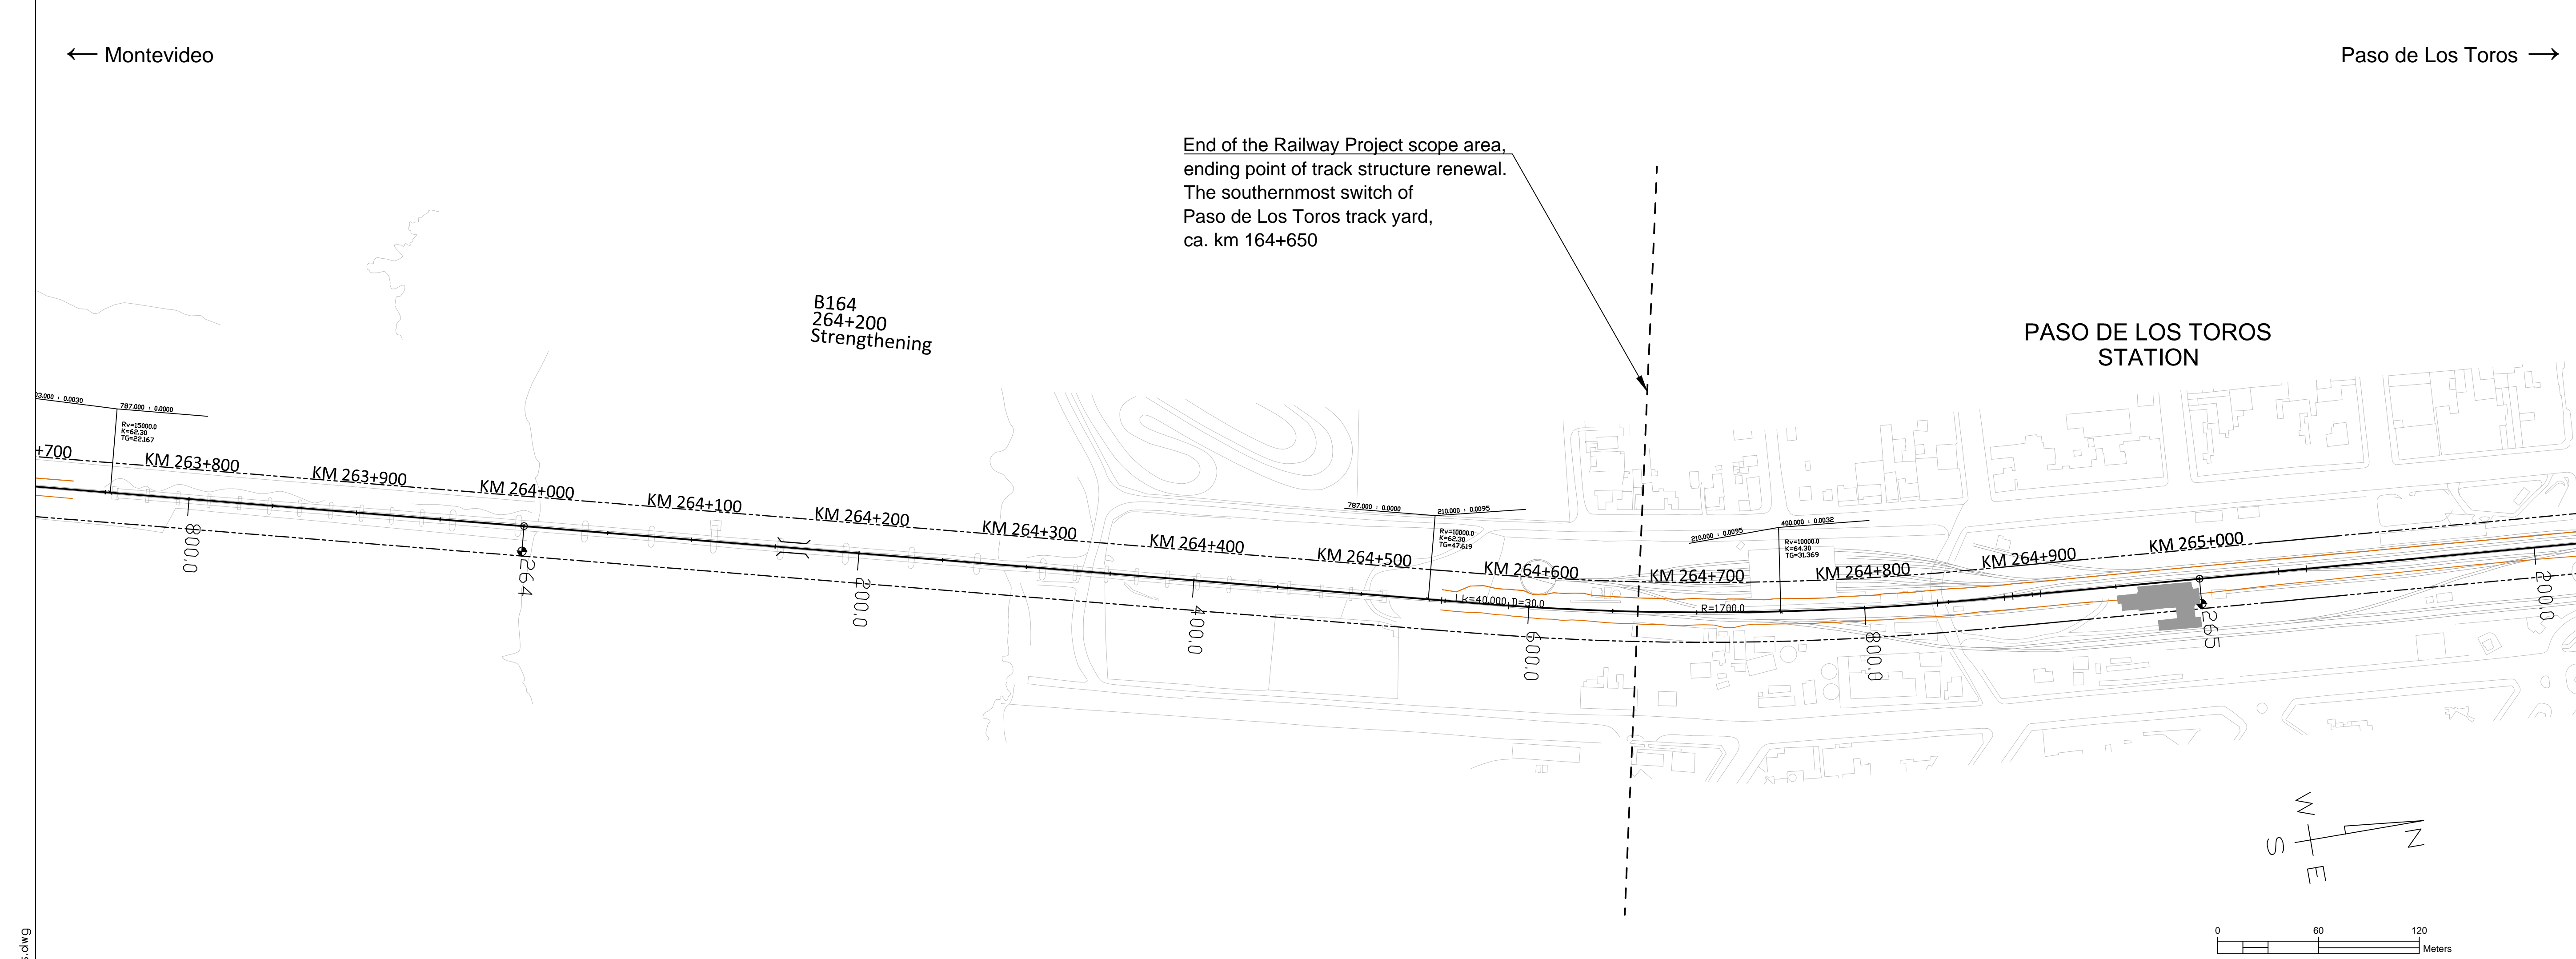 ← Montevideo
Paso de Los Toros →
End of the Railway Project scope area,
ending point of track structure renewal.
The southernmost switch of
Paso de Los Toros track yard,
ca. km 164+650
B164
264+200
Strengthening
PASO DE LOS TOROS
STATION
787.000 : 0.0000
Rv=15000.0
K=62.30
TG=22.167
+700
KM 263+800
KM 263+900
KM 264+000
KM 264+100
KM 264+200
KM 264+300
KM 264+400
KM 264+500
KM 264+600
KM 264+700
KM 264+800
KM 264+900
KM 265+000
787.000 : 0.0000
210.000 : 0.0095
Rv=10000.0
K=62.30
TG=47.619
210.000 : 0.0095
400.000 : 0.0032
Rv=10000.0
K=64.30
TG=31.369
Lk=40.000, D=30.0
R=1700.0
800.0
264
200.0
400.0
600.0
800.0
265
200.0
W
N
S
E
0 60 120
Meters
s.dwg